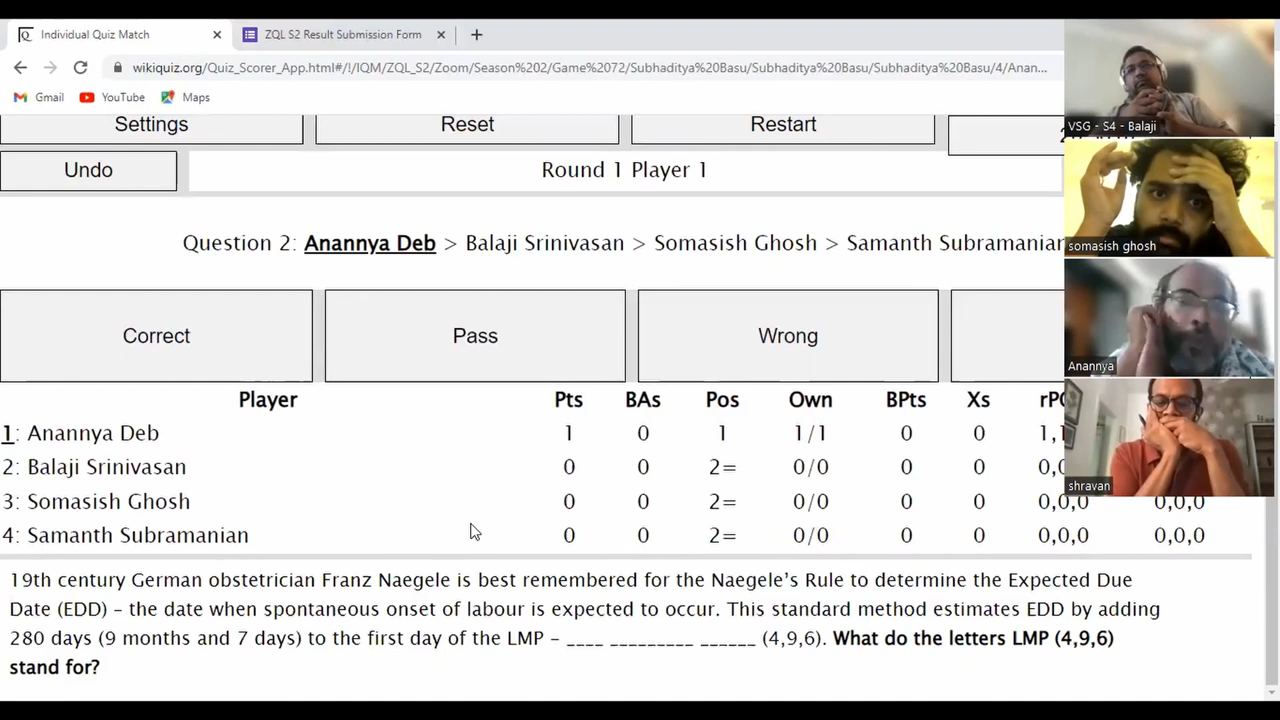 Individual Quiz Match
ZQL S2 Result Submission Form
wikiquiz.org/Quiz_Scorer_App.html#/I/IQM/ZQL_S2/Zoom/Season%202/Game%2072/Subhaditya%20Basu/Subhaditya%20Basu/Subhaditya%20Basu/4/Anan...
Gmail YouTube Maps
Settings Reset Restart
Undo Round 1 Player 1
Question 2: Anannya Deb > Balaji Srinivasan > Somasish Ghosh > Samanth Subramanian
Correct Pass Wrong
Player Pts BAs Pos Own BPts Xs
1: Anannya Deb 1 0 1 1/1 0 0
2: Balaji Srinivasan 0 0 2= 0/0 0 0
3: Somasish Ghosh 0 0 2= 0/0 0 0 0,0,0 0,0,0
4: Samanth Subramanian 0 0 2= 0/0 0 0 0,0,0 0,0,0
19th century German obstetrician Franz Naegele is best remembered for the Naegele's Rule to determine the Expected Due
Date (EDD) – the date when spontaneous onset of labour is expected to occur. This standard method estimates EDD by adding
280 days (9 months and 7 days) to the first day of the LMP – ____ _________ ______ (4,9,6). What do the letters LMP (4,9,6)
stand for?
VSG - S4 - Balaji
somasish ghosh
Anannya
shravan